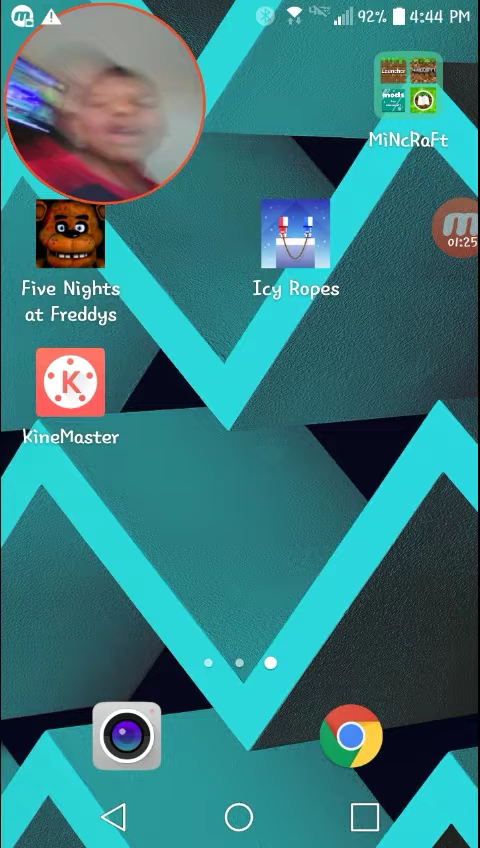 92% 4:44 PM
MiNcRaFt
01:25
Five Nights
at Freddys
Icy Ropes
K
KineMaster